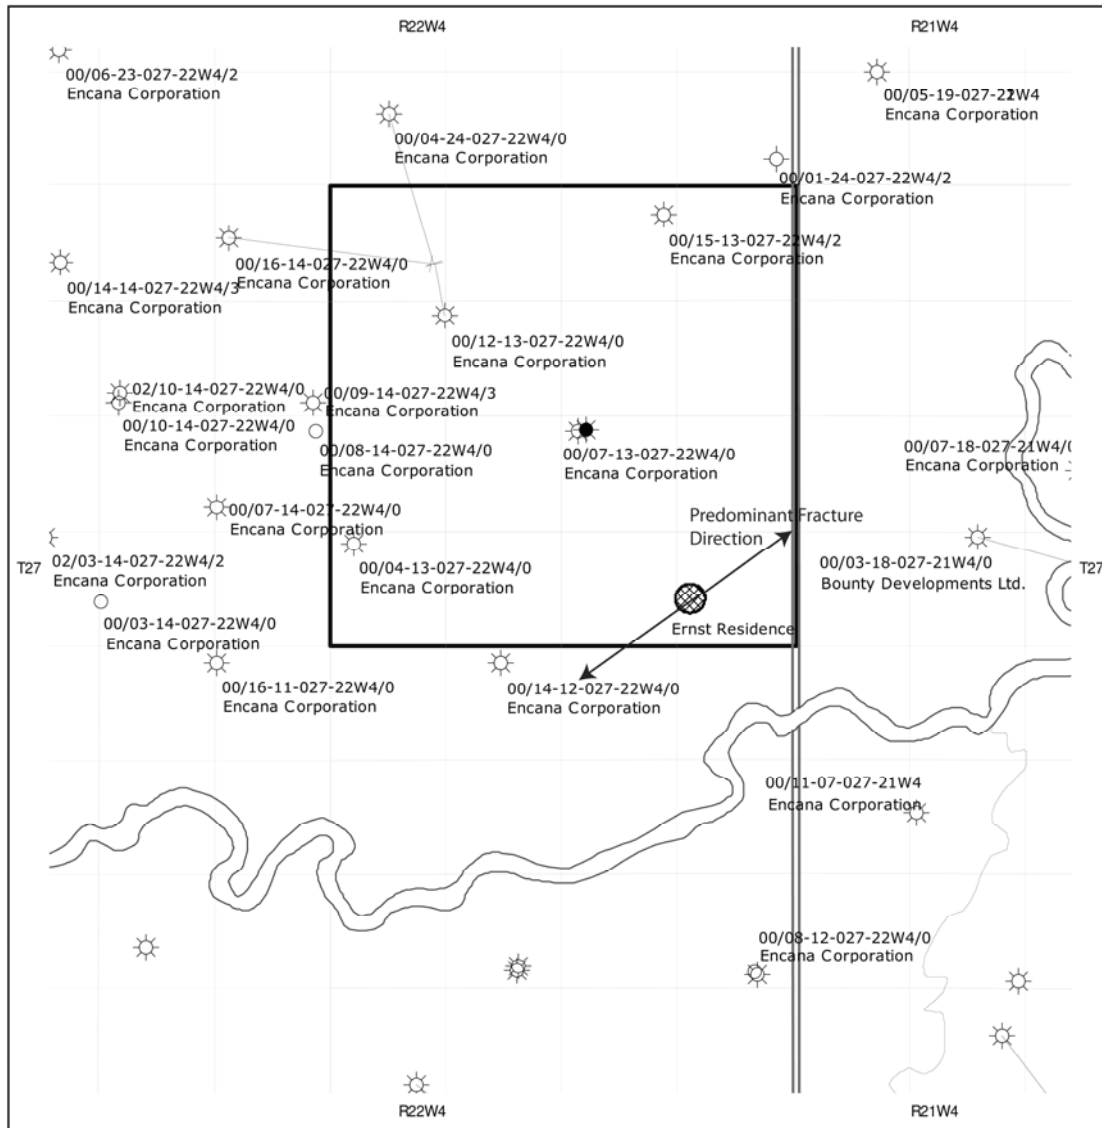 R22W4
R21W4
00/06-23-027-22W4/2
Encana Corporation
00/05-19-027-21W4
Encana Corporation
00/04-24-027-22W4/0
Encana Corporation
00/01-24-027-22W4/2
Encana Corporation
00/15-13-027-22W4/2
Encana Corporation
00/16-14-027-22W4/0
Encana Corporation
00/14-14-027-22W4/3
Encana Corporation
00/12-13-027-22W4/0
Encana Corporation
02/10-14-027-22W4/0
Encana Corporation
00/09-14-027-22W4/3
Encana Corporation
00/10-14-027-22W4/0
Encana Corporation
00/08-14-027-22W4/0
Encana Corporation
00/07-13-027-22W4/0
Encana Corporation
00/07-18-027-21W4/0
Encana Corporation
00/07-14-027-22W4/0
Encana Corporation
Predominant Fracture
Direction
T27
02/03-14-027-22W4/2
Encana Corporation
00/04-13-027-22W4/0
Encana Corporation
00/03-18-027-21W4/0
Bounty Developments Ltd.
T27
00/03-14-027-22W4/0
Encana Corporation
Ernst Residence
00/16-11-027-22W4/0
Encana Corporation
00/14-12-027-22W4/0
Encana Corporation
00/11-07-027-21W4
Encana Corporation
00/08-12-027-22W4/0
Encana Corporation
R22W4
R21W4